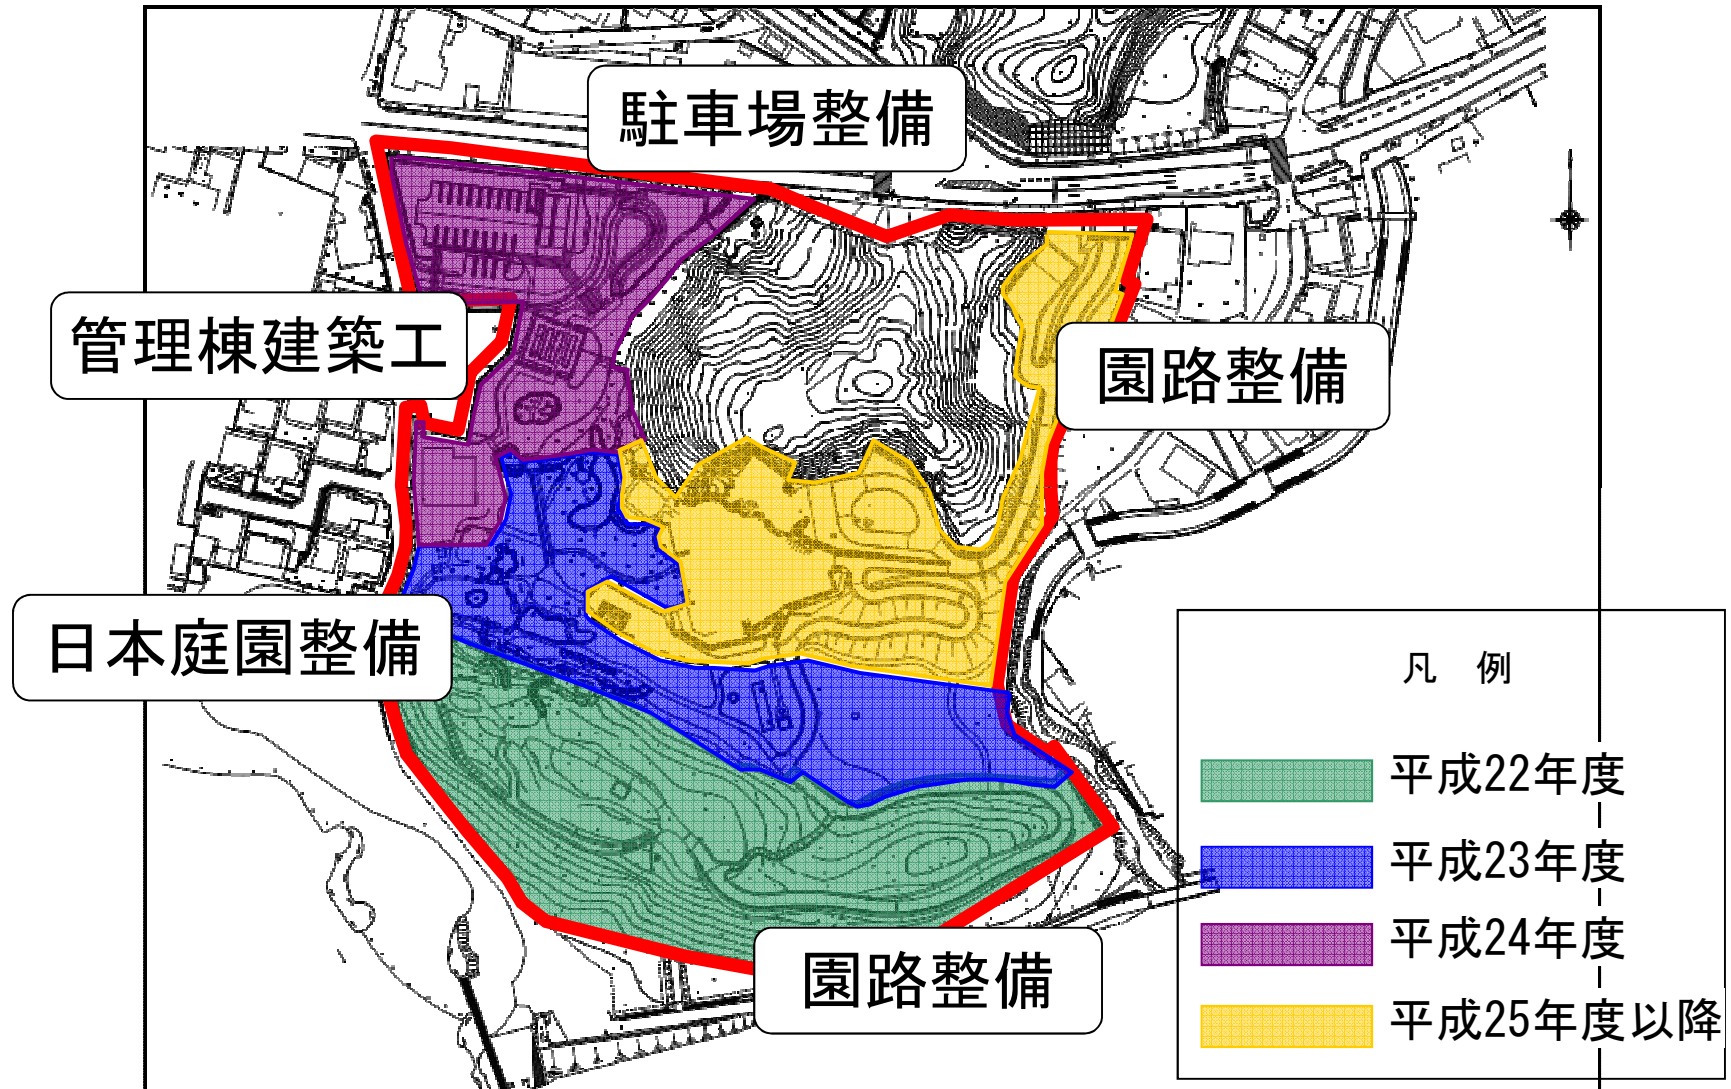 駐車場整備
管理棟建築工
園路整備
日本庭園整備
園路整備
凡 例
平成22年度
平成23年度
平成24年度
平成25年度以降